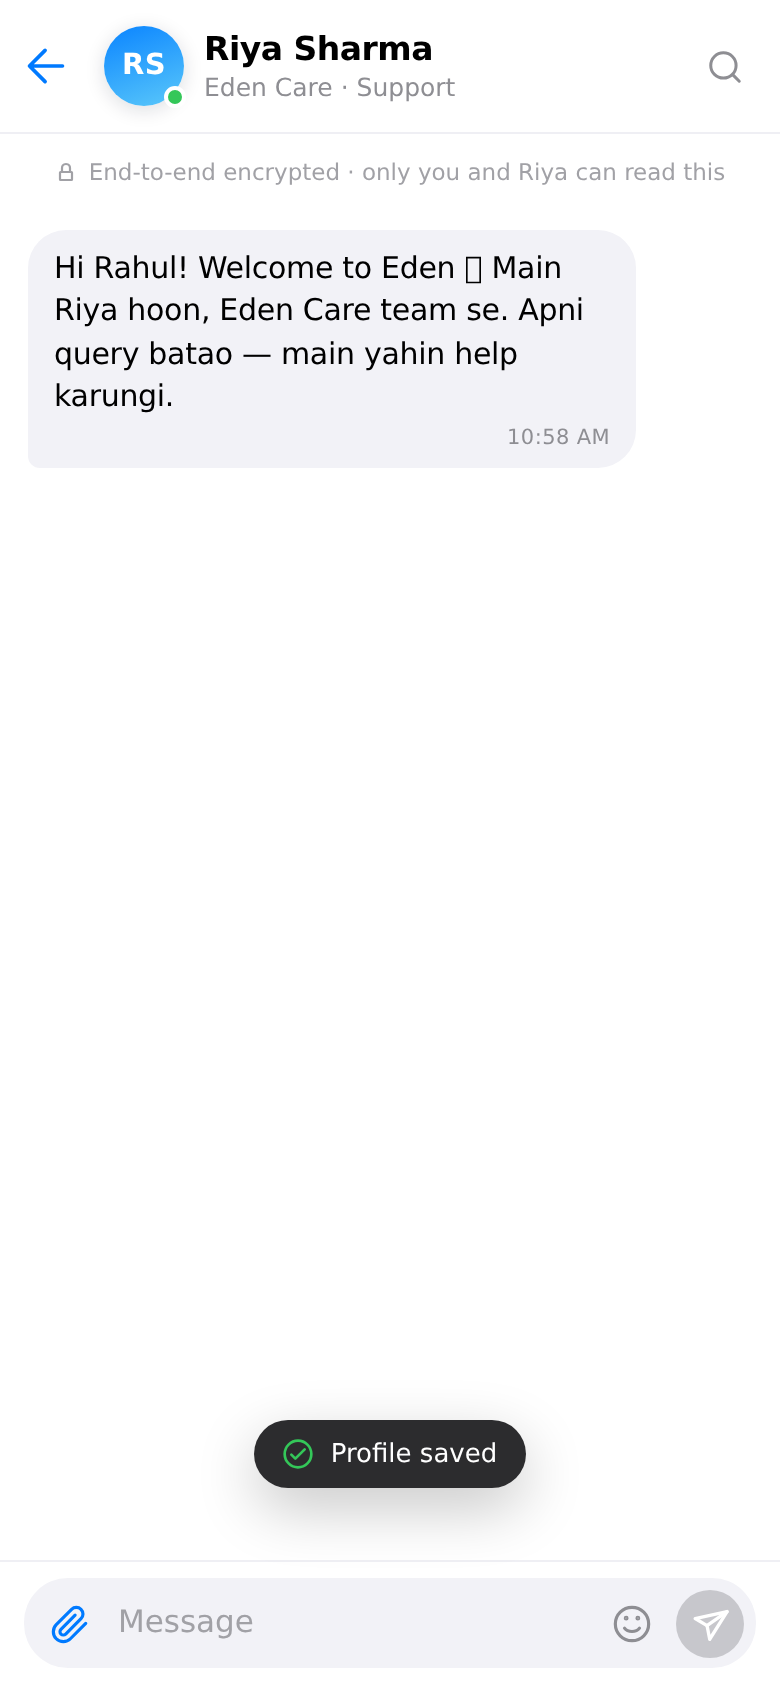 RS
Riya Sharma
Eden Care · Support
End-to-end encrypted · only you and Riya can read this
Hi Rahul! Welcome to Eden ▯ Main
Riya hoon, Eden Care team se. Apni
query batao — main yahin help
karungi.
10:58 AM
Profile saved
Message